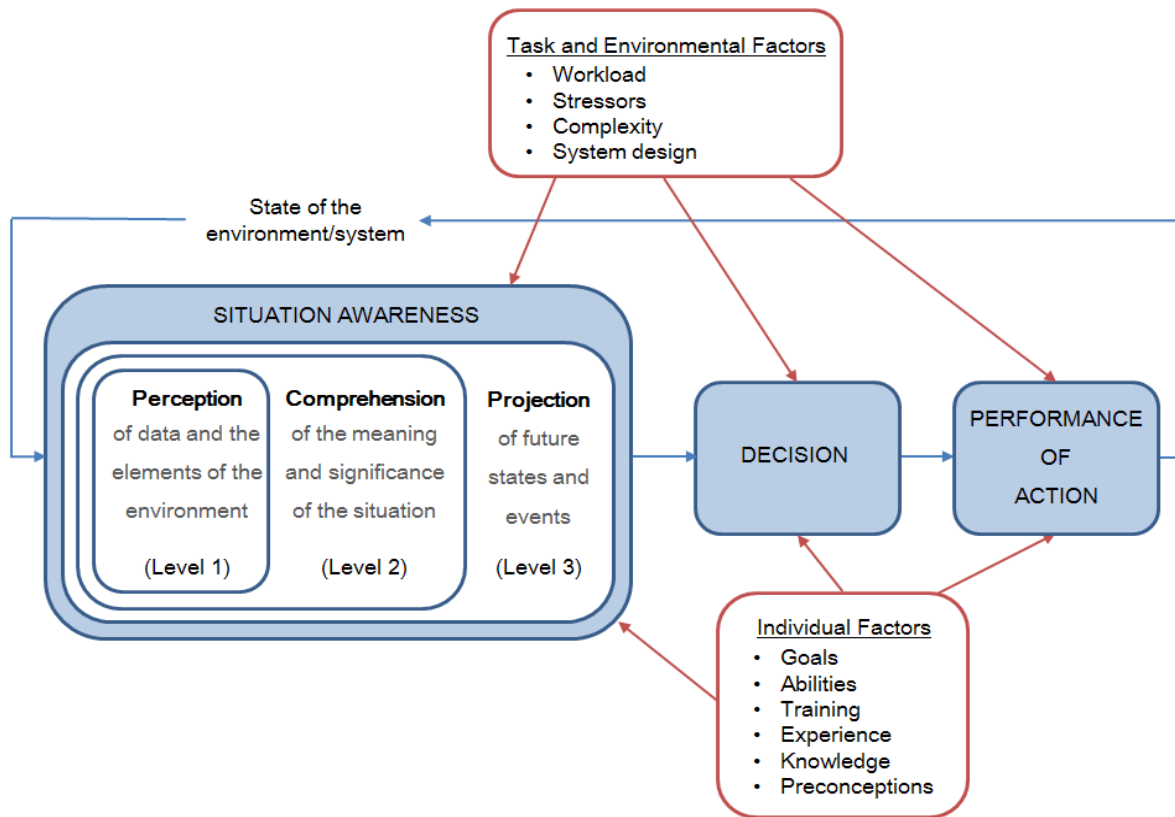 Task and Environmental Factors
• Workload
• Stressors
• Complexity
• System design
State of the
environment/system
SITUATION AWARENESS
Perception
of data and the
elements of the
environment
(Level 1)
Comprehension
of the meaning
and significance
of the situation
(Level 2)
Projection
of future
states and
events
(Level 3)
DECISION
PERFORMANCE
OF
ACTION
Individual Factors
• Goals
• Abilities
• Training
• Experience
• Knowledge
• Preconceptions